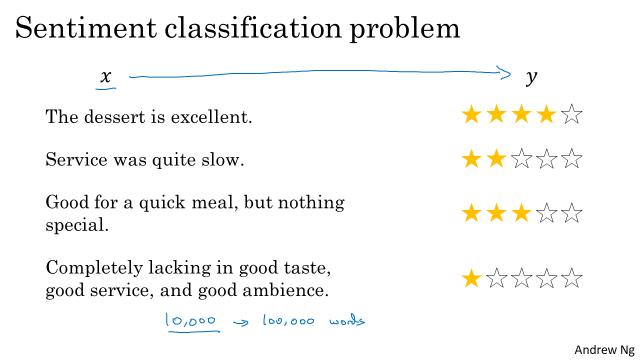 Sentiment classification problem
x → y
The dessert is excellent.
Service was quite slow.
Good for a quick meal, but nothing
special.
Completely lacking in good taste,
good service, and good ambience.
10,000 → 100,000 words
Andrew Ng